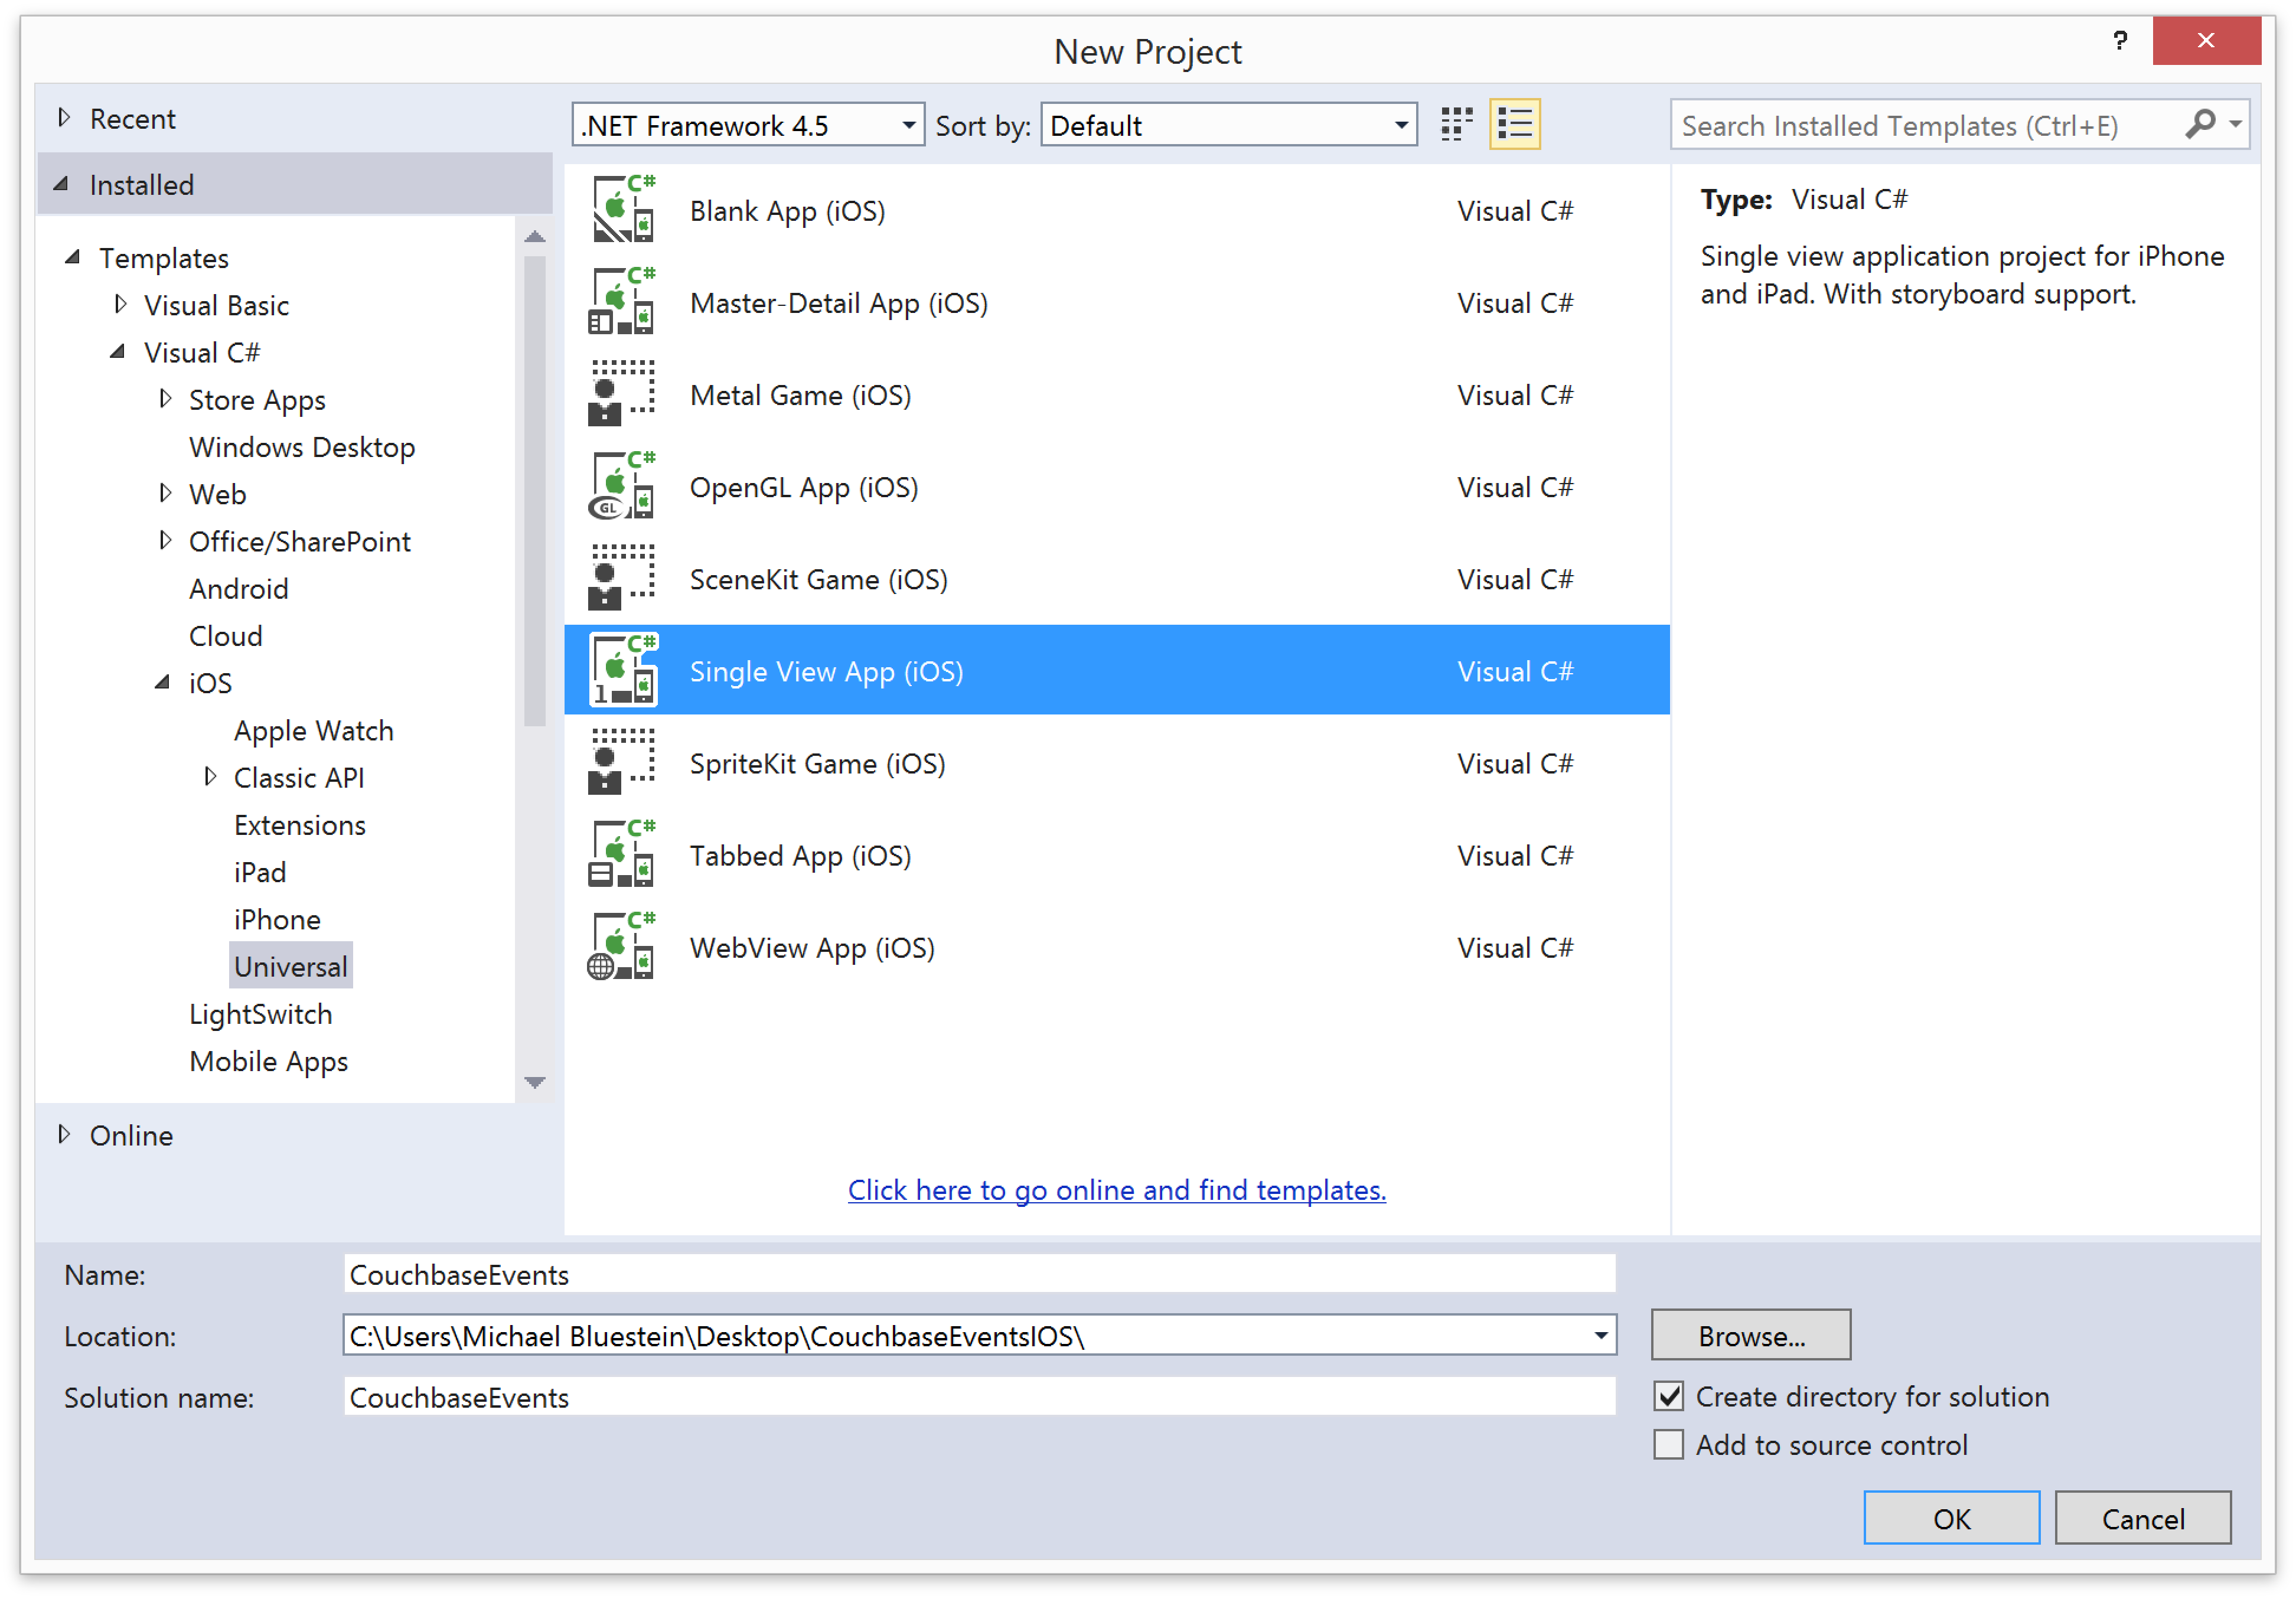 New Project
?
Recent
Installed
Templates
Visual Basic
Visual C#
Store Apps
Windows Desktop
Web
Office/SharePoint
Android
Cloud
iOS
Apple Watch
Classic API
Extensions
iPad
iPhone
Universal
LightSwitch
Mobile Apps
Online
.NET Framework 4.5
Sort by: Default
Search Installed Templates (Ctrl+E)
C# Blank App (iOS) Visual C#
C# Master-Detail App (iOS) Visual C#
Metal Game (iOS) Visual C#
C# GL OpenGL App (iOS) Visual C#
SceneKit Game (iOS) Visual C#
C# 1 Single View App (iOS) Visual C#
SpriteKit Game (iOS) Visual C#
C# Tabbed App (iOS) Visual C#
C# WebView App (iOS) Visual C#
Click here to go online and find templates.
Type: Visual C#
Single view application project for iPhone
and iPad. With storyboard support.
Name: CouchbaseEvents
Location: C:\Users\Michael Bluestein\Desktop\CouchbaseEventsIOS\
Browse...
Solution name: CouchbaseEvents
Create directory for solution
Add to source control
OK
Cancel